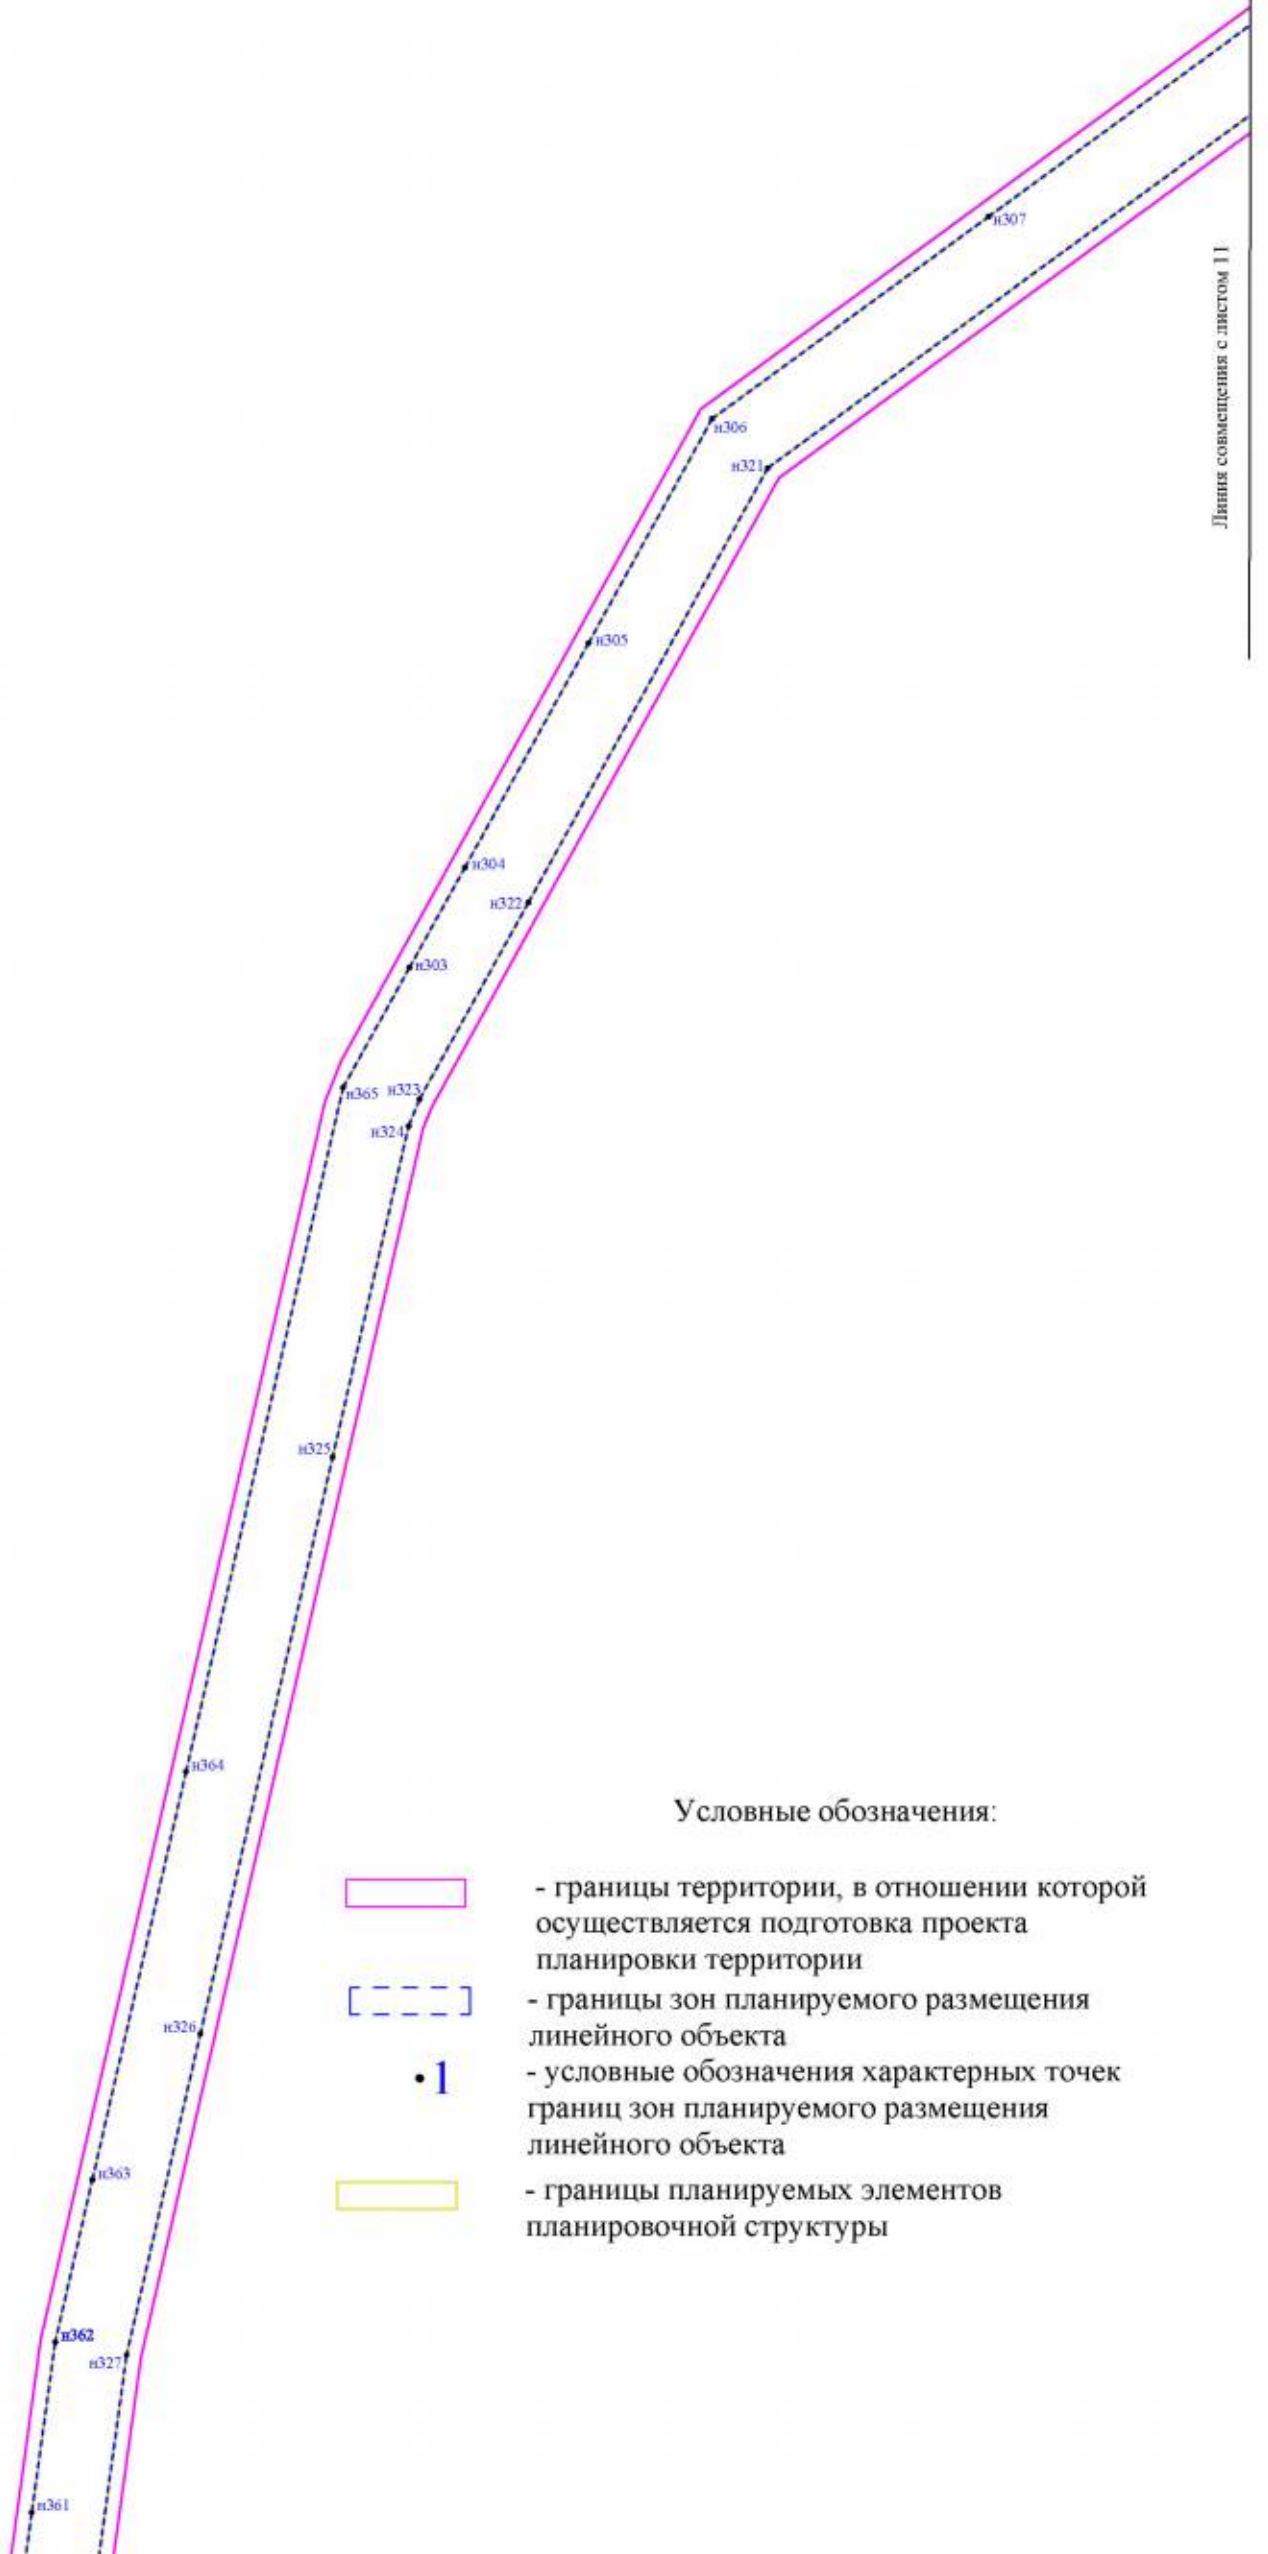 н307
Линия совмещения с листом 11
н306
н321
н305
н304
н322
н303
н365
н323
н324
н325
н364
Условные обозначения:
- границы территории, в отношении которой
осуществляется подготовка проекта
планировки территории
- границы зон планируемого размещения
линейного объекта
1
- условные обозначения характерных точек
границ зон планируемого размещения
линейного объекта
- границы планируемых элементов
планировочной структуры
н326
н363
н362
н327
н361